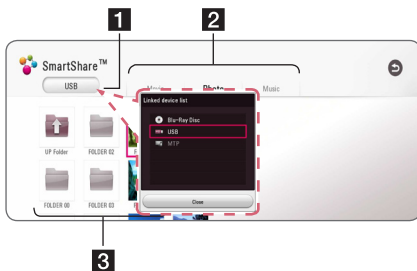 1
2
SmartShare™
USB
Photo
Music
Linked device list
Blu-Ray Disc
USB
MTP
UP Folder
FOLDER 02
FOLDER 00
FOLDER 03
Close
3